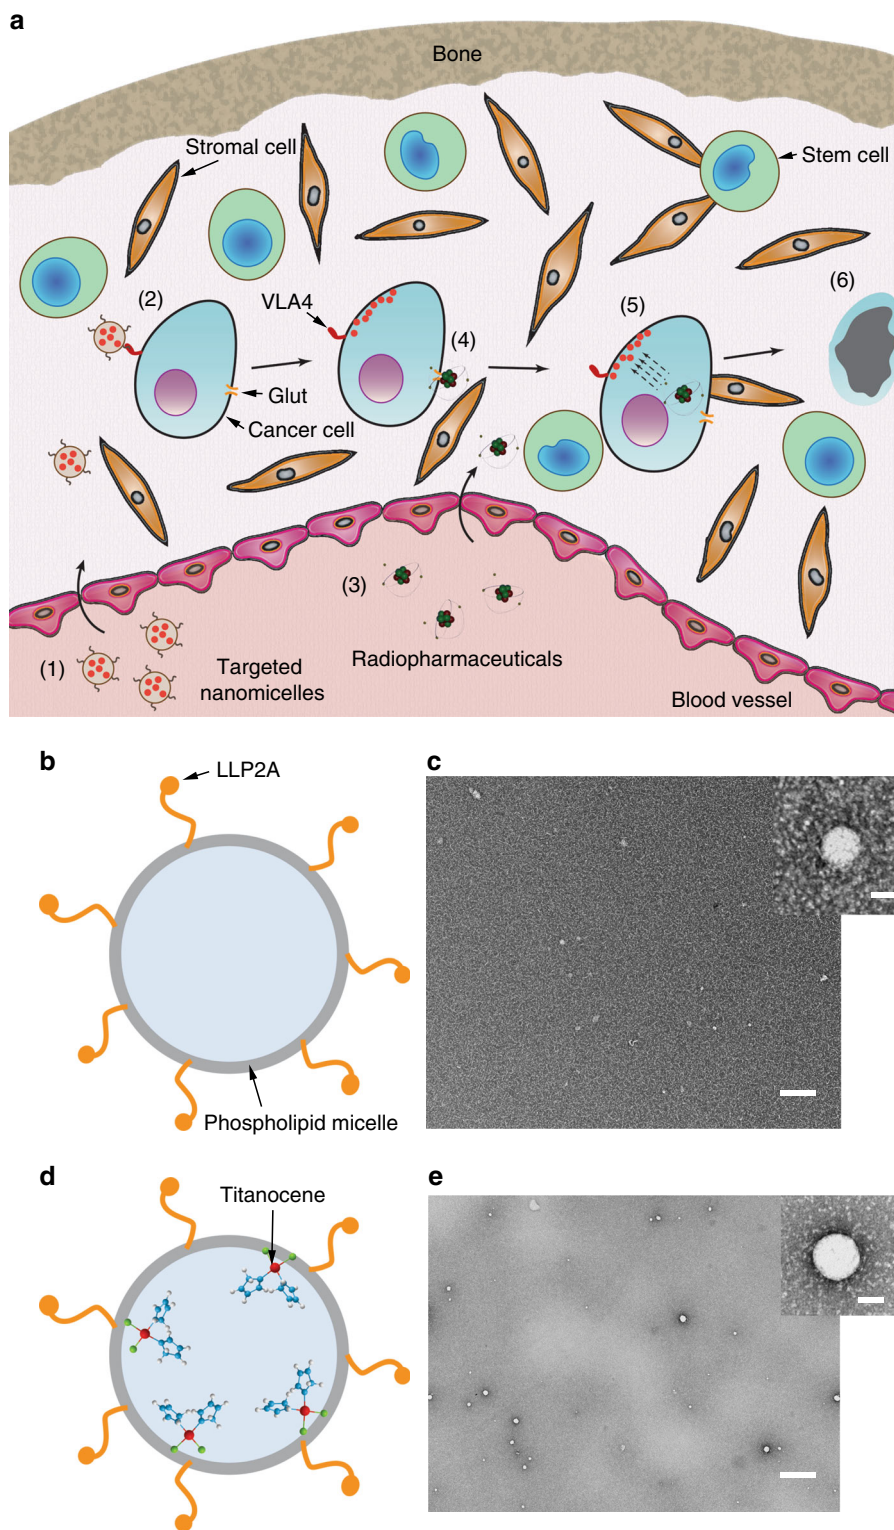 a
Bone
Stromal cell
Stem cell
(2)
VLA4
(4)
(5)
(6)
Glut
Cancer cell
(3)
(1)
Targeted
nanomicelles
Radiopharmaceuticals
Blood vessel
b
LLP2A
Phospholipid micelle
c
d
Titanocene
e